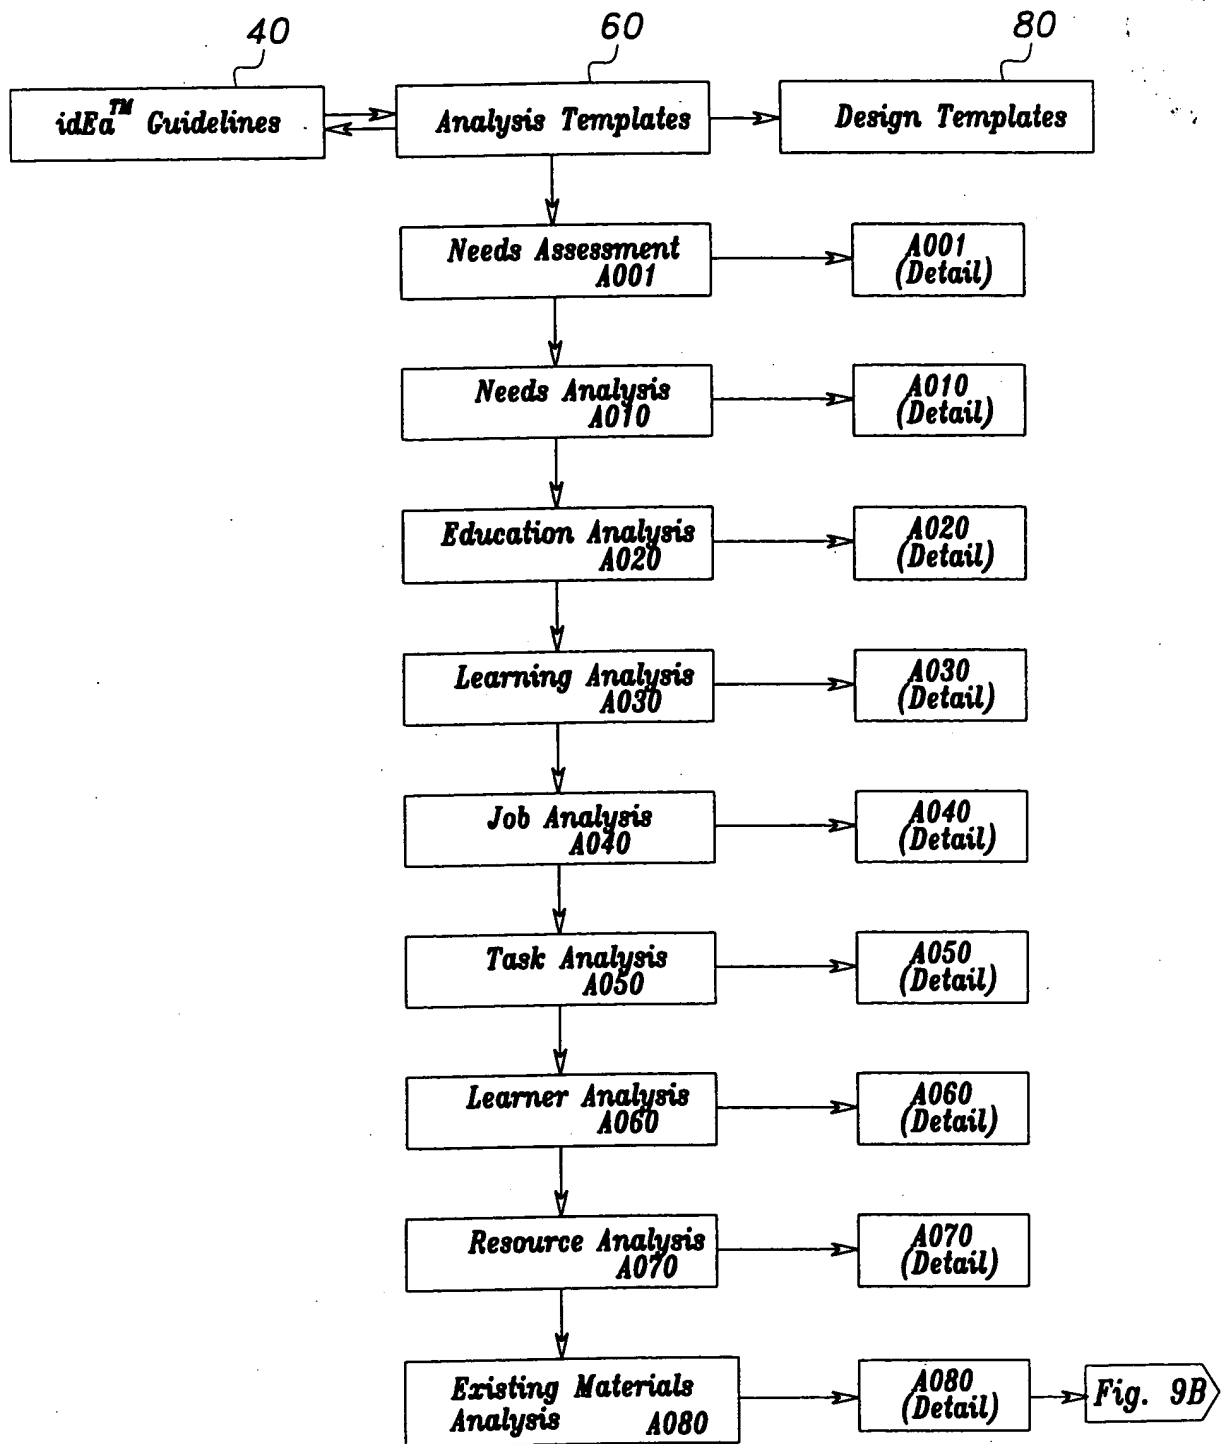 40
60
80
idEa™ Guidelines
Analysis Templates
Design Templates
Needs Assessment
A001
A001
(Detail)
Needs Analysis
A010
A010
(Detail)
Education Analysis
A020
A020
(Detail)
Learning Analysis
A030
A030
(Detail)
Job Analysis
A040
A040
(Detail)
Task Analysis
A050
A050
(Detail)
Learner Analysis
A060
A060
(Detail)
Resource Analysis
A070
A070
(Detail)
Existing Materials
Analysis A080
A080
(Detail)
Fig. 9B